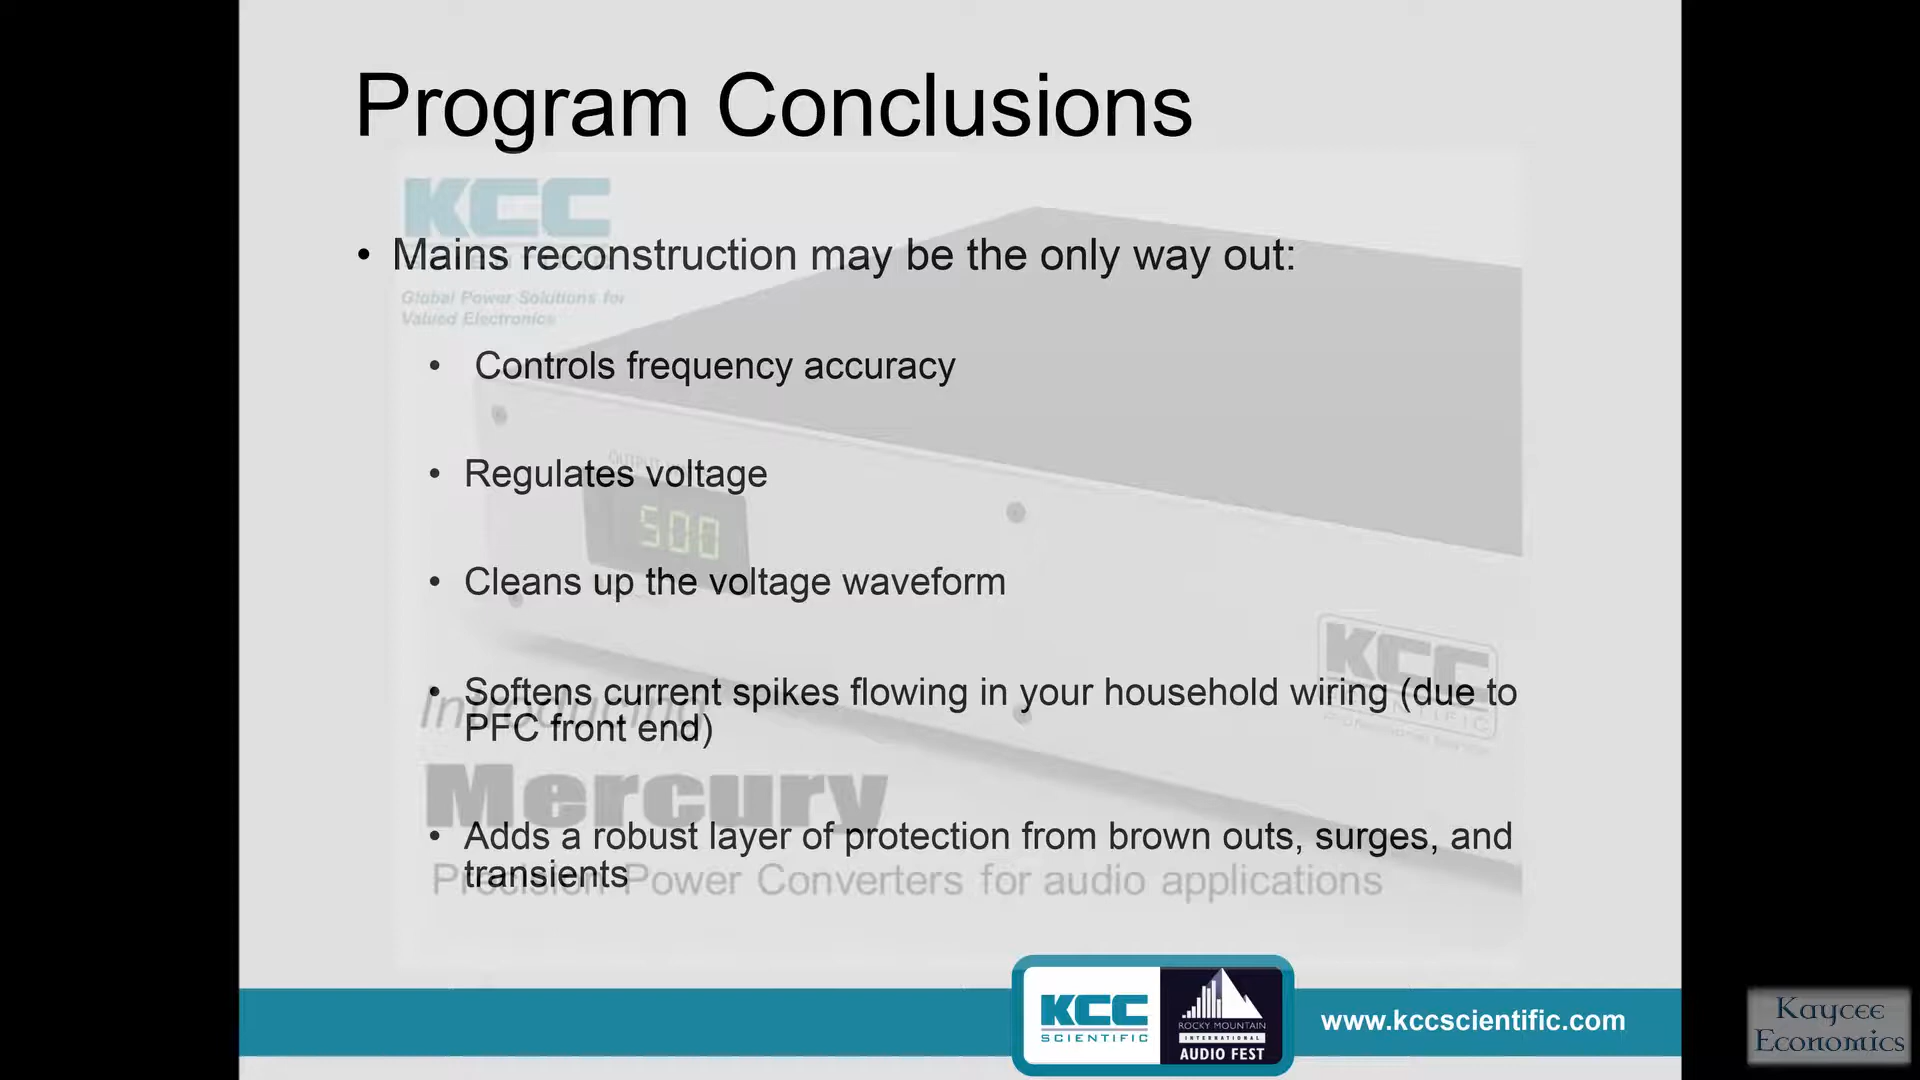 Program Conclusions
KCC
• Mains reconstruction may be the only way out:
Global Power Solutions for
Valued Electronics
• Controls frequency accuracy
OUTPUT
• Regulates voltage
500
• Cleans up the voltage waveform
KCC
• Softens current spikes flowing in your household wiring (due to
PFC front end)
Introducing
Mercury
• Adds a robust layer of protection from brown outs, surges, and
transients
Precision Power Converters for audio applications
KCC
SCIENTIFIC
ROCKY MOUNTAIN
INTERNATIONAL
AUDIO FEST
www.kccscientific.com
Kaycee
Economics